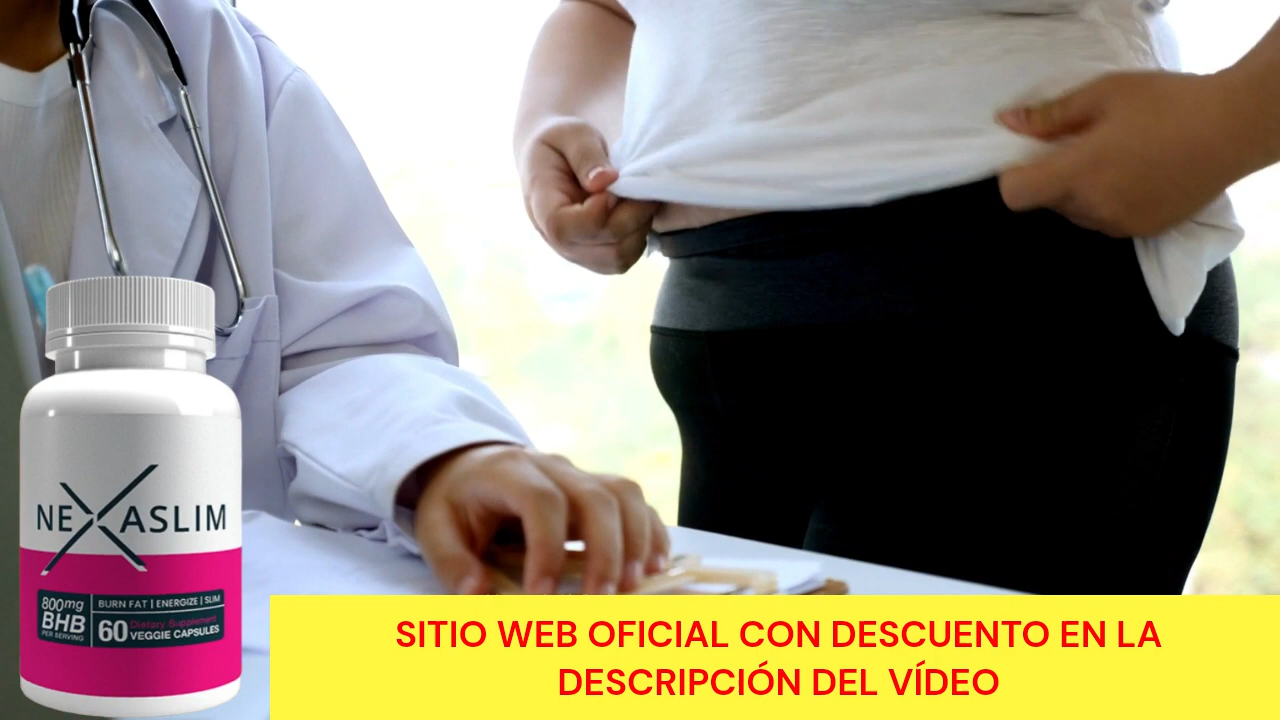 NEXASLIM
800mg
BHB
PER SERVING
BURN FAT | ENERGIZE | SLIM
60
Dietary Supplement
VEGGIE CAPSULES
SITIO WEB OFICIAL CON DESCUENTO EN LA
DESCRIPCIÓN DEL VÍDEO